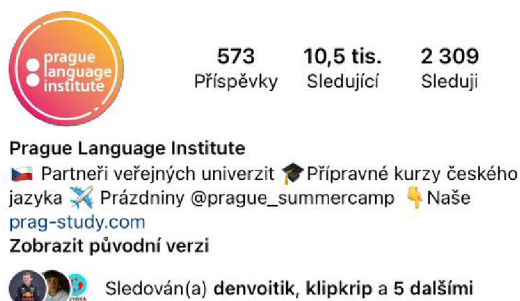 prague
language
institute
573 10,5 tis. 2 309
Příspěvky Sledující Sleduji
Prague Language Institute
🇨🇿 Partneři veřejných univerzit 🎓Přípravné kurzy českého
jazyka ✈️ Prázdniny @prague_summercamp 👇Naše
prag-study.com
Zobrazit původní verzi
Sledován(a) denvoitik, klipkrip a 5 dalšími